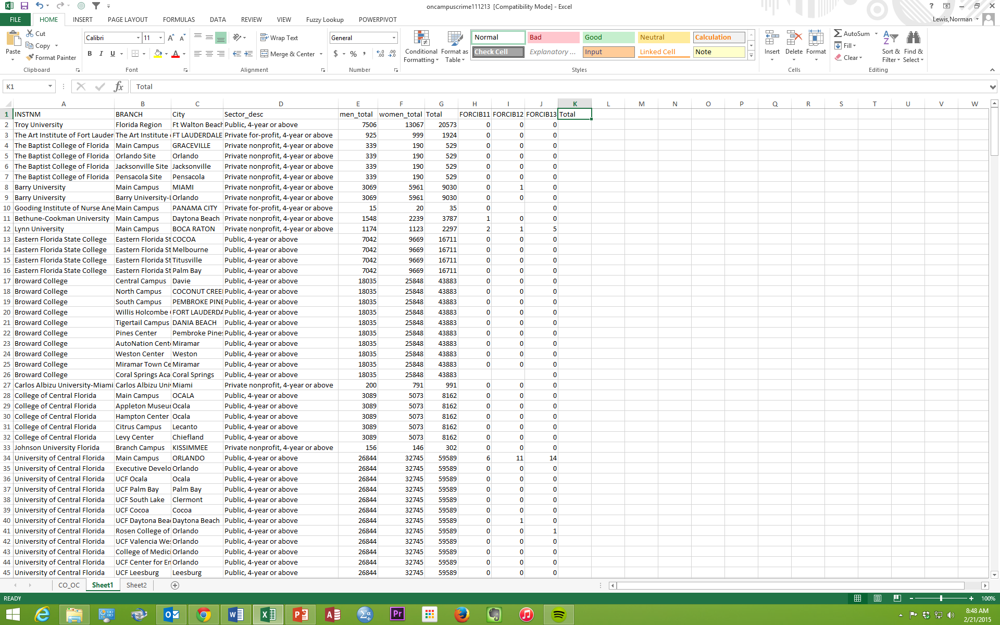 oncampuscrime111213 [Compatibility Mode] - Excel
FILE HOME INSERT PAGE LAYOUT FORMULAS DATA REVIEW VIEW Fuzzy Lookup POWERPIVOT Lewis,Norman
Paste Cut Copy Format Painter
Calibri 11 Wrap Text Merge & Center General
B I U $ %
Conditional Formatting Format as Table
Normal Bad Good Neutral Calculation
Check Cell Explanatory ... Input Linked Cell Note
Insert Delete Format
AutoSum Fill Clear Sort & Filter Find & Select
Clipboard Font Alignment Number Styles Cells Editing
K1 fx Total
A B C D E F G H I J K L M N O P Q R S T U V W
1 INSTNM BRANCH City Sector_desc men_total women_total Total FORCIB11 FORCIB12 FORCIB13 Total
2 Troy University Florida Region Ft Walton Beach Public, 4-year or above 7506 13067 20573 0 0 0
3 The Art Institute of Fort Lauder The Art Institute FT LAUDERDALE Private for-profit, 4-year or above 925 999 1924 0 0 0
4 The Baptist College of Florida Main Campus GRACEVILLE Private nonprofit, 4-year or above 339 190 529 0 0 0
5 The Baptist College of Florida Orlando Site Orlando Private nonprofit, 4-year or above 339 190 529 0 0 0
6 The Baptist College of Florida Jacksonville Site Jacksonville Private nonprofit, 4-year or above 339 190 529 0 0 0
7 The Baptist College of Florida Pensacola Site Pensacola Private nonprofit, 4-year or above 339 190 529 0 0 0
8 Barry University Main Campus MIAMI Private nonprofit, 4-year or above 3069 5961 9030 0 1 0
9 Barry University Barry University-L Orlando Private nonprofit, 4-year or above 3069 5961 9030 0 0 0
10 Gooding Institute of Nurse Ane Main Campus PANAMA CITY Private for-profit, 4-year or above 15 20 35 0 0
11 Bethune-Cookman University Main Campus Daytona Beach Private nonprofit, 4-year or above 1548 2239 3787 1 0 0
12 Lynn University Main Campus BOCA RATON Private nonprofit, 4-year or above 1174 1123 2297 2 1 5
13 Eastern Florida State College Eastern Florida St COCOA Public, 4-year or above 7042 9669 16711 0 0 0
14 Eastern Florida State College Eastern Florida St Melbourne Public, 4-year or above 7042 9669 16711 0 0 0
15 Eastern Florida State College Eastern Florida St Titusville Public, 4-year or above 7042 9669 16711 0 0 0
16 Eastern Florida State College Eastern Florida St Palm Bay Public, 4-year or above 7042 9669 16711 0 0 0
17 Broward College Central Campus Davie Public, 4-year or above 18035 25848 43883 0 0 0
18 Broward College North Campus COCONUT CREE Public, 4-year or above 18035 25848 43883 0 0 0
19 Broward College South Campus PEMBROKE PINE Public, 4-year or above 18035 25848 43883 0 0 0
20 Broward College Willis Holcombe FORT LAUDERDA Public, 4-year or above 18035 25848 43883 0 0 0
21 Broward College Tigertail Campus DANIA BEACH Public, 4-year or above 18035 25848 43883 0 0 0
22 Broward College Pines Center Pembroke Pines Public, 4-year or above 18035 25848 43883 0 0 0
23 Broward College AutoNation Cent Miramar Public, 4-year or above 18035 25848 43883 0 0 0
24 Broward College Weston Center Weston Public, 4-year or above 18035 25848 43883 0 0 0
25 Broward College Miramar Town Ce Miramar Public, 4-year or above 18035 25848 43883 0 0 0
26 Broward College Coral Springs Aca Coral Springs Public, 4-year or above 18035 25848 43883 0
27 Carlos Albizu University-Miami Carlos Albizu Univ Miami Private nonprofit, 4-year or above 200 791 991 0 0 0
28 College of Central Florida Main Campus OCALA Public, 4-year or above 3089 5073 8162 0 0 0
29 College of Central Florida Appleton Museum Ocala Public, 4-year or above 3089 5073 8162 0 0 0
30 College of Central Florida Hampton Center Ocala Public, 4-year or above 3089 5073 8162 0 0 0
31 College of Central Florida Citrus Campus Lecanto Public, 4-year or above 3089 5073 8162 0 0 0
32 College of Central Florida Levy Center Chiefland Public, 4-year or above 3089 5073 8162 0 0 0
33 Johnson University Florida Branch Campus KISSIMMEE Private nonprofit, 4-year or above 156 146 302 0 0 0
34 University of Central Florida Main Campus ORLANDO Public, 4-year or above 26844 32745 59589 6 11 14
35 University of Central Florida Executive Develo Orlando Public, 4-year or above 26844 32745 59589 0 0 0
36 University of Central Florida UCF Ocala Ocala Public, 4-year or above 26844 32745 59589 0 0 0
37 University of Central Florida UCF Palm Bay Palm Bay Public, 4-year or above 26844 32745 59589 0 0 0
38 University of Central Florida UCF South Lake Clermont Public, 4-year or above 26844 32745 59589 0 0 0
39 University of Central Florida UCF Cocoa Cocoa Public, 4-year or above 26844 32745 59589 0 0 0
40 University of Central Florida UCF Daytona Bea Daytona Beach Public, 4-year or above 26844 32745 59589 0 1 0
41 University of Central Florida Rosen College of Orlando Public, 4-year or above 26844 32745 59589 0 0 1
42 University of Central Florida UCF Valencia Wes Orlando Public, 4-year or above 26844 32745 59589 0 0 0
43 University of Central Florida College of Medici Orlando Public, 4-year or above 26844 32745 59589 0 0 0
44 University of Central Florida UCF Center for En Orlando Public, 4-year or above 26844 32745 59589 0 0 0
45 University of Central Florida UCF Leesburg Leesburg Public, 4-year or above 26844 32745 59589 0 0 0
CO_OC Sheet1 Sheet2
READY 100%
8:48 AM
2/21/2015